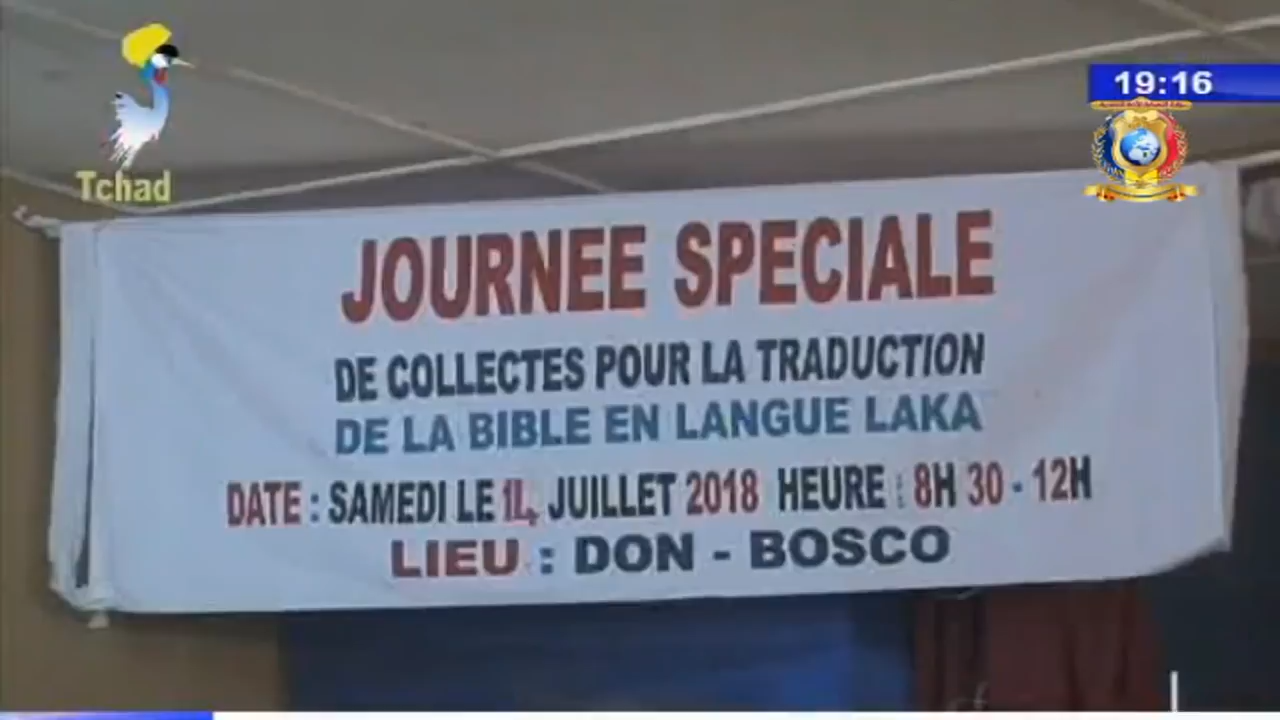 Tchad
19:16
JOURNEE SPECIALE
DE COLLECTES POUR LA TRADUCTION
DE LA BIBLE EN LANGUE LAKA
DATE : SAMEDI LE 14 JUILLET 2018 HEURE : 8H 30 - 12H
LIEU : DON - BOSCO